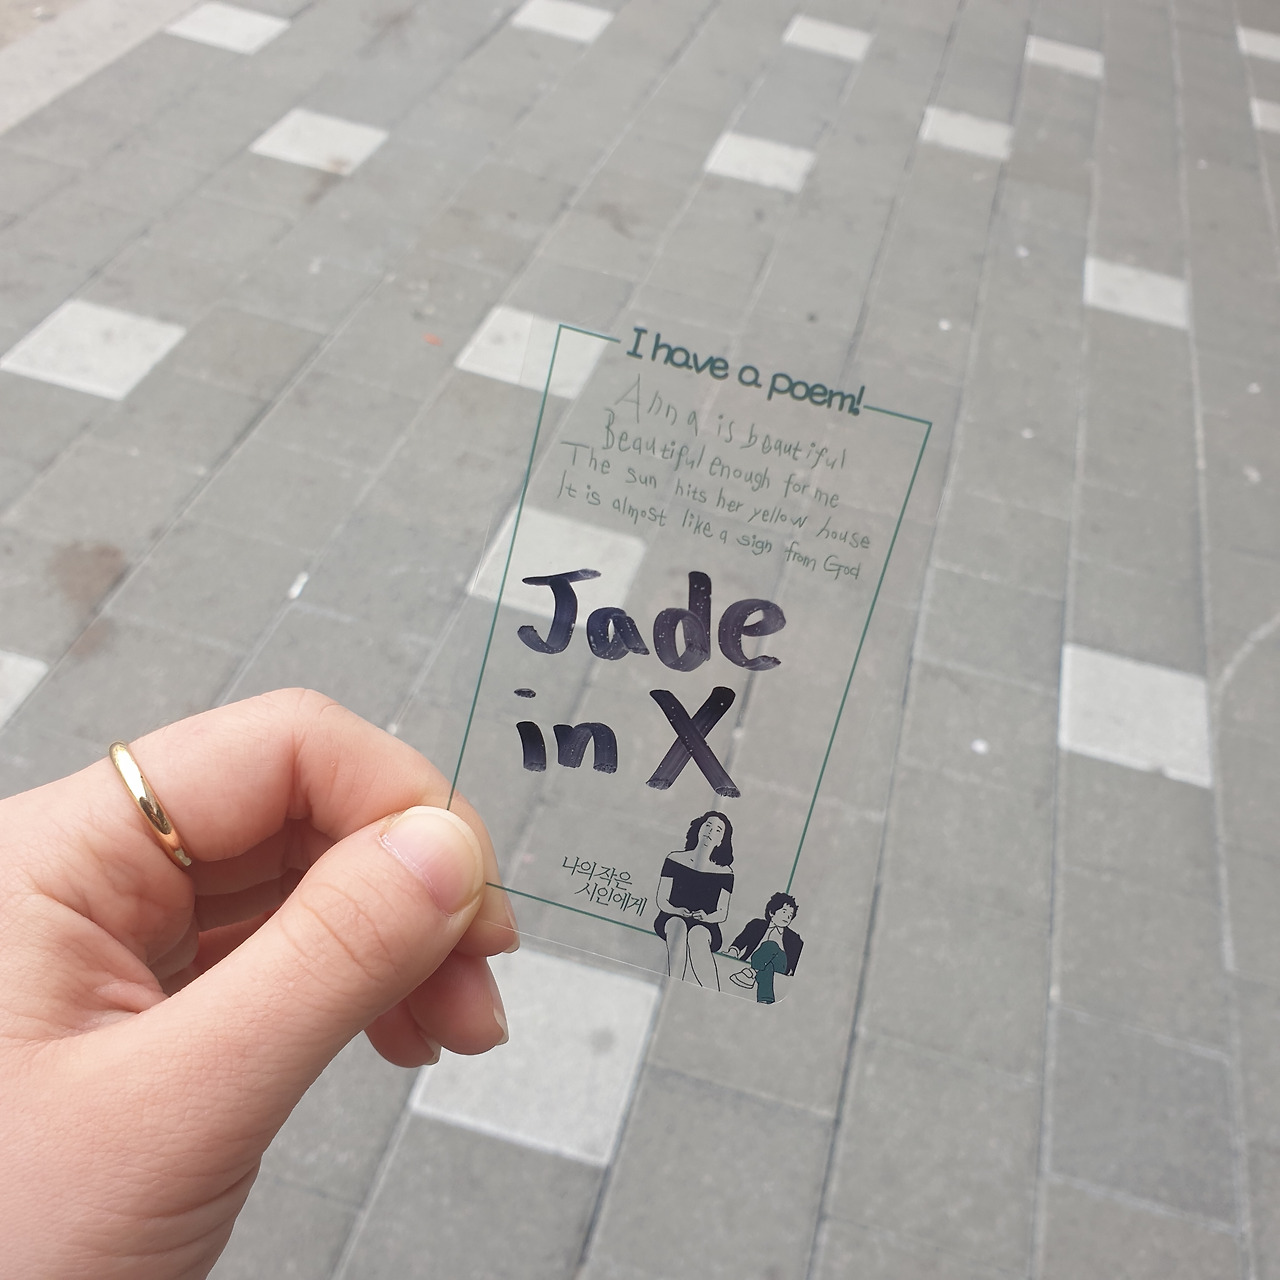 I have a poem!
Anna is beautiful
Beautiful enough for me
The sun hits her yellow house
It is almost like a sign from God
Jade
in X
나의 작은
시인에게